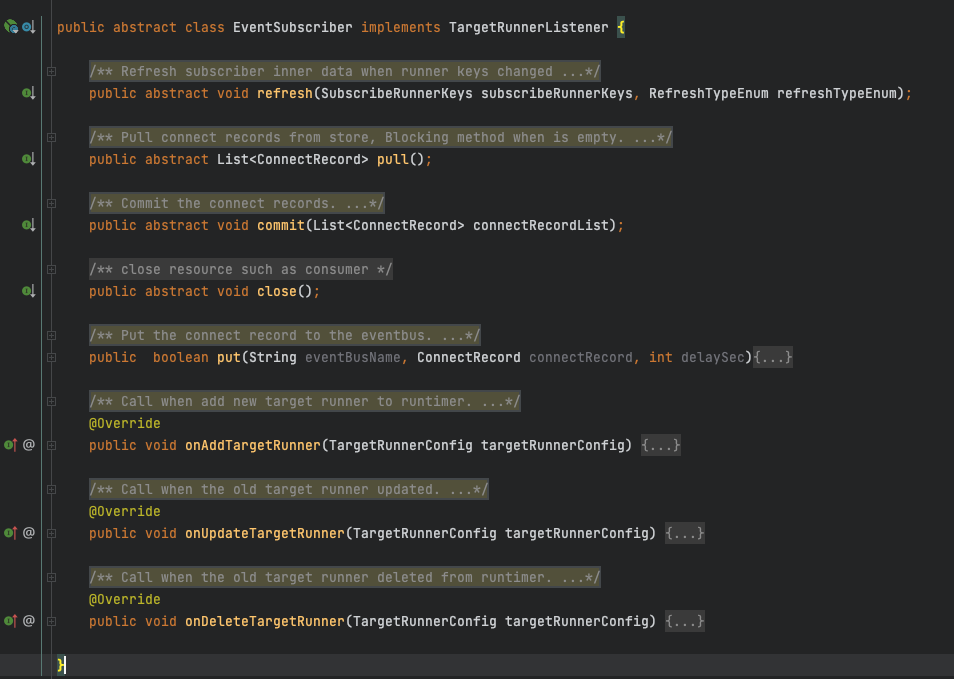 public abstract class EventSubscriber implements TargetRunnerListener {
/** Refresh subscriber inner data when runner keys changed ...*/
public abstract void refresh(SubscribeRunnerKeys subscribeRunnerKeys, RefreshTypeEnum refreshTypeEnum);
/** Pull connect records from store, Blocking method when is empty. ...*/
public abstract List<ConnectRecord> pull();
/** Commit the connect records. ...*/
public abstract void commit(List<ConnectRecord> connectRecordList);
/** close resource such as consumer */
public abstract void close();
/** Put the connect record to the eventbus. ...*/
public  boolean put(String eventBusName, ConnectRecord connectRecord, int delaySec){...}
/** Call when add new target runner to runtimer. ...*/
@Override
@ public void onAddTargetRunner(TargetRunnerConfig targetRunnerConfig) {...}
/** Call when the old target runner updated. ...*/
@Override
@ public void onUpdateTargetRunner(TargetRunnerConfig targetRunnerConfig) {...}
/** Call when the old target runner deleted from runtimer. ...*/
@Override
@ public void onDeleteTargetRunner(TargetRunnerConfig targetRunnerConfig) {...}
}